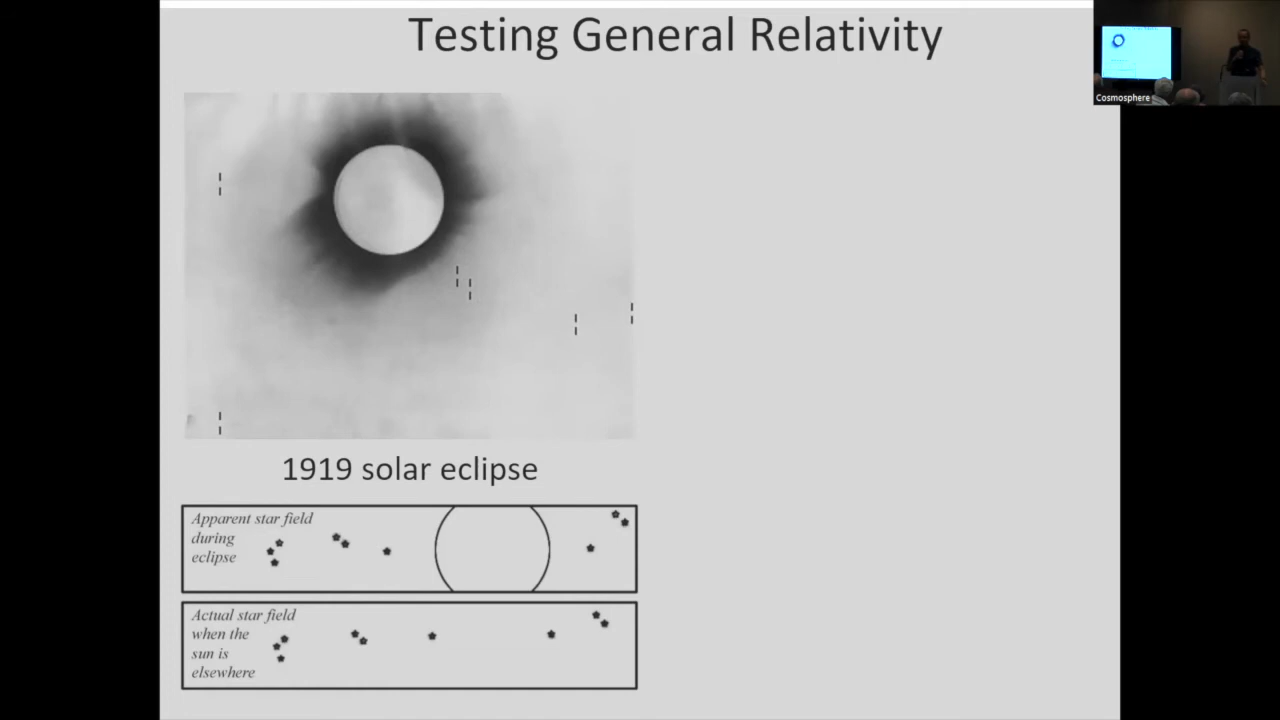 Testing General Relativity
Cosmosphere
1919 solar eclipse
Apparent star field
during
eclipse
Actual star field
when the
sun is
elsewhere